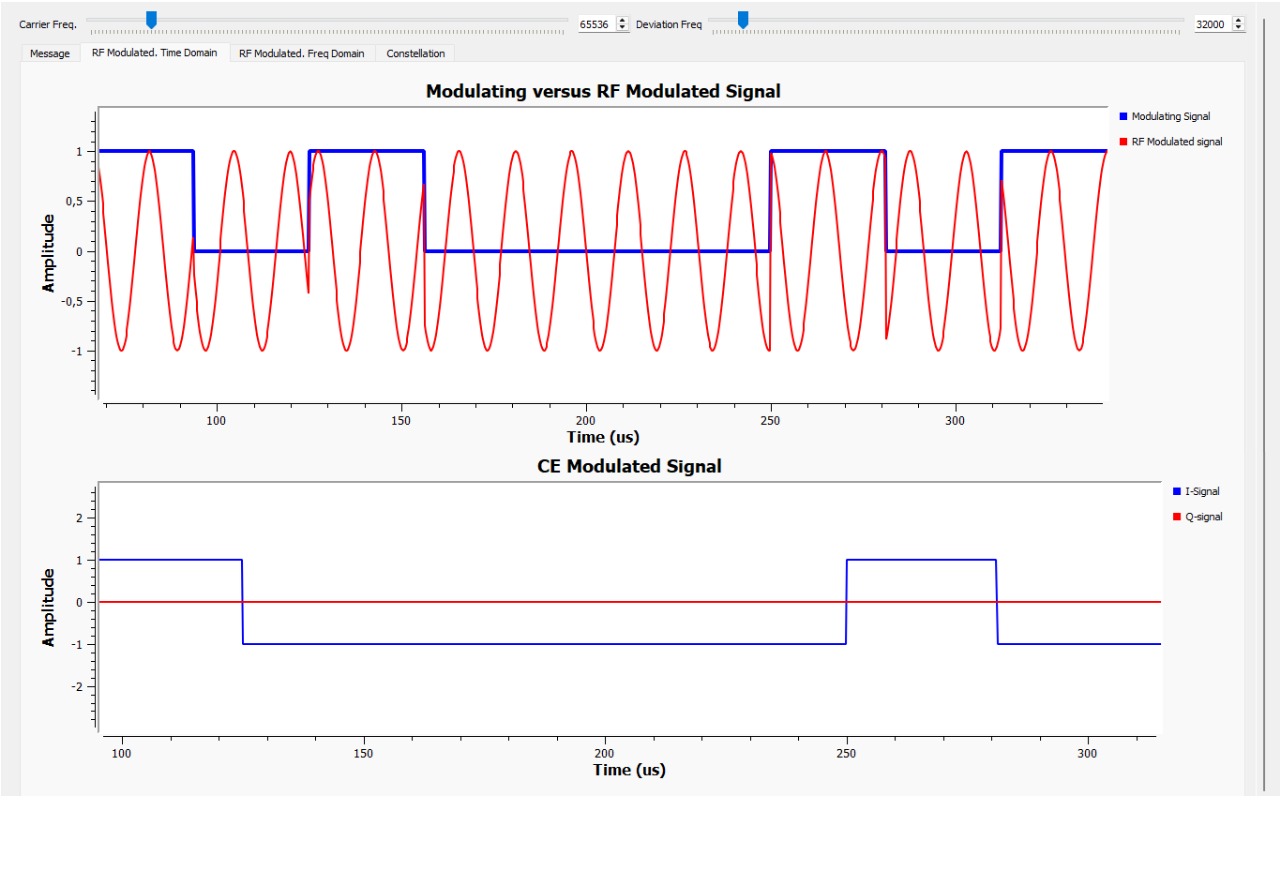 Carrier Freq. 65536 Deviation Freq 32000
Message RF Modulated. Time Domain RF Modulated. Freq Domain Constellation
Modulating versus RF Modulated Signal
Modulating Signal
RF Modulated signal
1
0,5
0
-0,5
-1
Amplitude
100 150 200 250 300
Time (us)
CE Modulated Signal
I-Signal
Q-signal
2
1
0
-1
-2
Amplitude
100 150 200 250 300
Time (us)